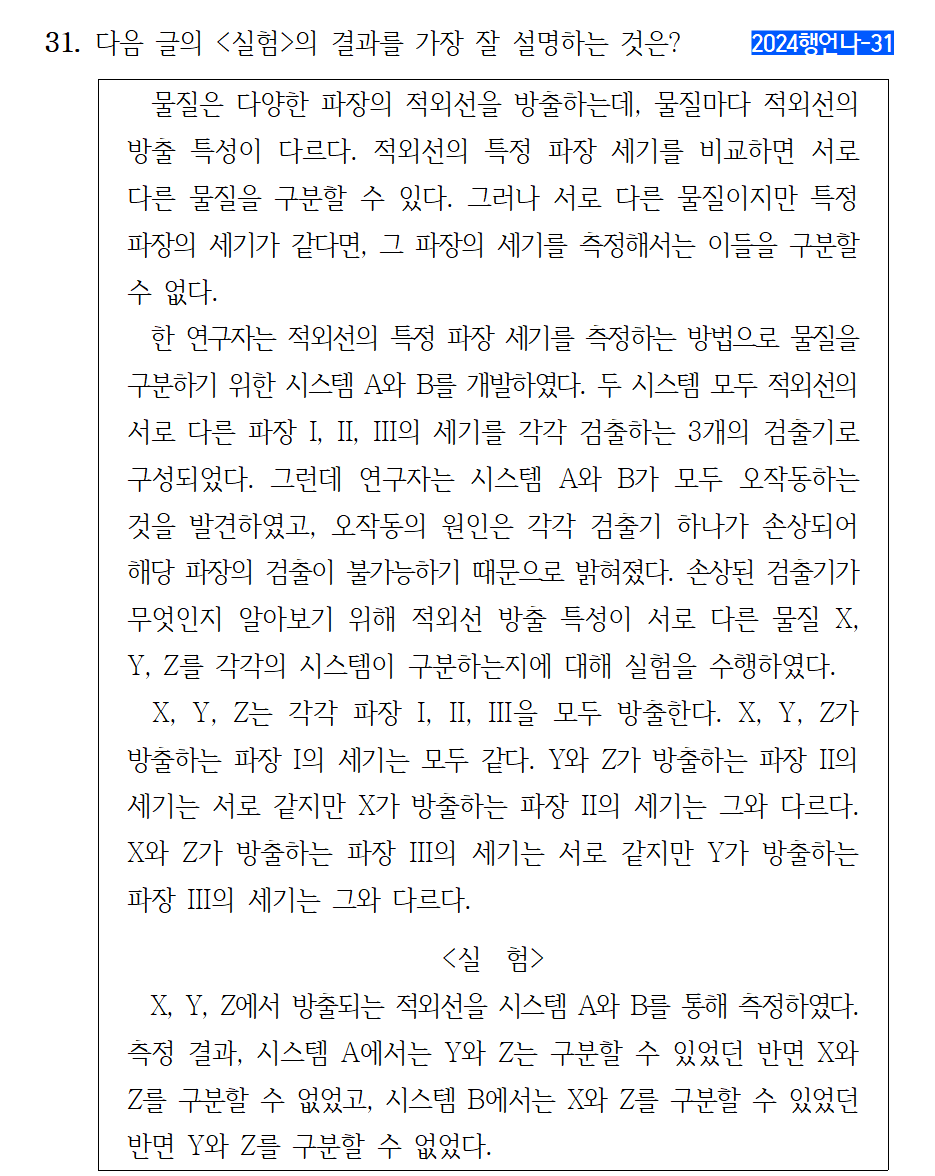 31. 다음 글의 <실험>의 결과를 가장 잘 설명하는 것은? 2024행언나-31
물질은 다양한 파장의 적외선을 방출하는데, 물질마다 적외선의
방출 특성이 다르다. 적외선의 특정 파장 세기를 비교하면 서로
다른 물질을 구분할 수 있다. 그러나 서로 다른 물질이지만 특정
파장의 세기가 같다면, 그 파장의 세기를 측정해서는 이들을 구분할
수 없다.
한 연구자는 적외선의 특정 파장 세기를 측정하는 방법으로 물질을
구분하기 위한 시스템 A와 B를 개발하였다. 두 시스템 모두 적외선의
서로 다른 파장 I, II, III의 세기를 각각 검출하는 3개의 검출기로
구성되었다. 그런데 연구자는 시스템 A와 B가 모두 오작동하는
것을 발견하였고, 오작동의 원인은 각각 검출기 하나가 손상되어
해당 파장의 검출이 불가능하기 때문으로 밝혀졌다. 손상된 검출기가
무엇인지 알아보기 위해 적외선 방출 특성이 서로 다른 물질 X,
Y, Z를 각각의 시스템이 구분하는지에 대해 실험을 수행하였다.
X, Y, Z는 각각 파장 I, II, III을 모두 방출한다. X, Y, Z가
방출하는 파장 I의 세기는 모두 같다. Y와 Z가 방출하는 파장 II의
세기는 서로 같지만 X가 방출하는 파장 II의 세기는 그와 다르다.
X와 Z가 방출하는 파장 III의 세기는 서로 같지만 Y가 방출하는
파장 III의 세기는 그와 다르다.
<실 험>
X, Y, Z에서 방출되는 적외선을 시스템 A와 B를 통해 측정하였다.
측정 결과, 시스템 A에서는 Y와 Z는 구분할 수 있었던 반면 X와
Z를 구분할 수 없었고, 시스템 B에서는 X와 Z를 구분할 수 있었던
반면 Y와 Z를 구분할 수 없었다.